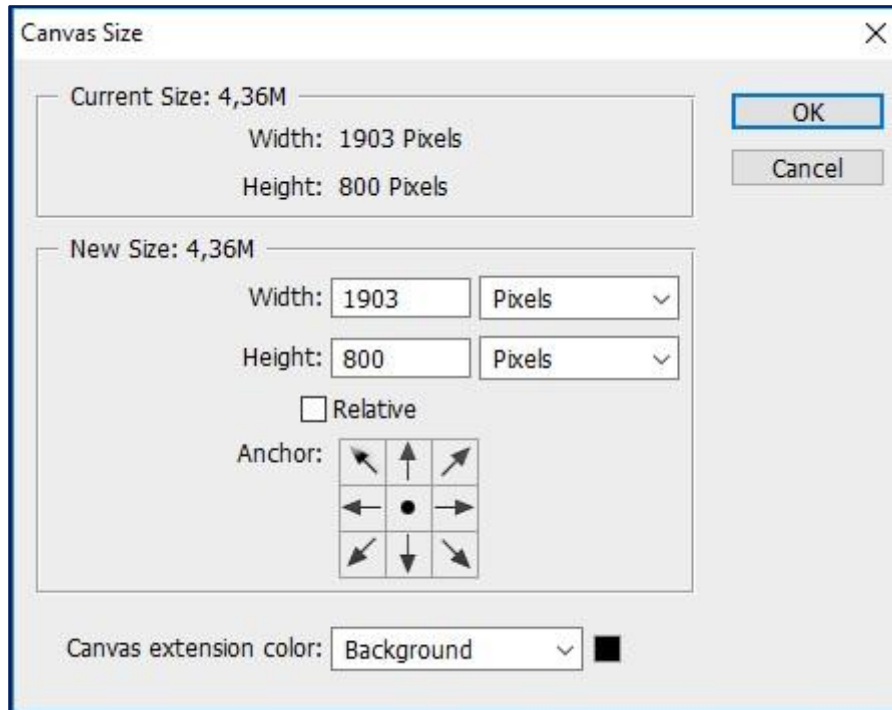 Canvas Size
Current Size: 4,36M
Width: 1903 Pixels
Height: 800 Pixels
OK
Cancel
New Size: 4,36M
Width: 1903 Pixels
Height: 800 Pixels
Relative
Anchor:
Canvas extension color: Background